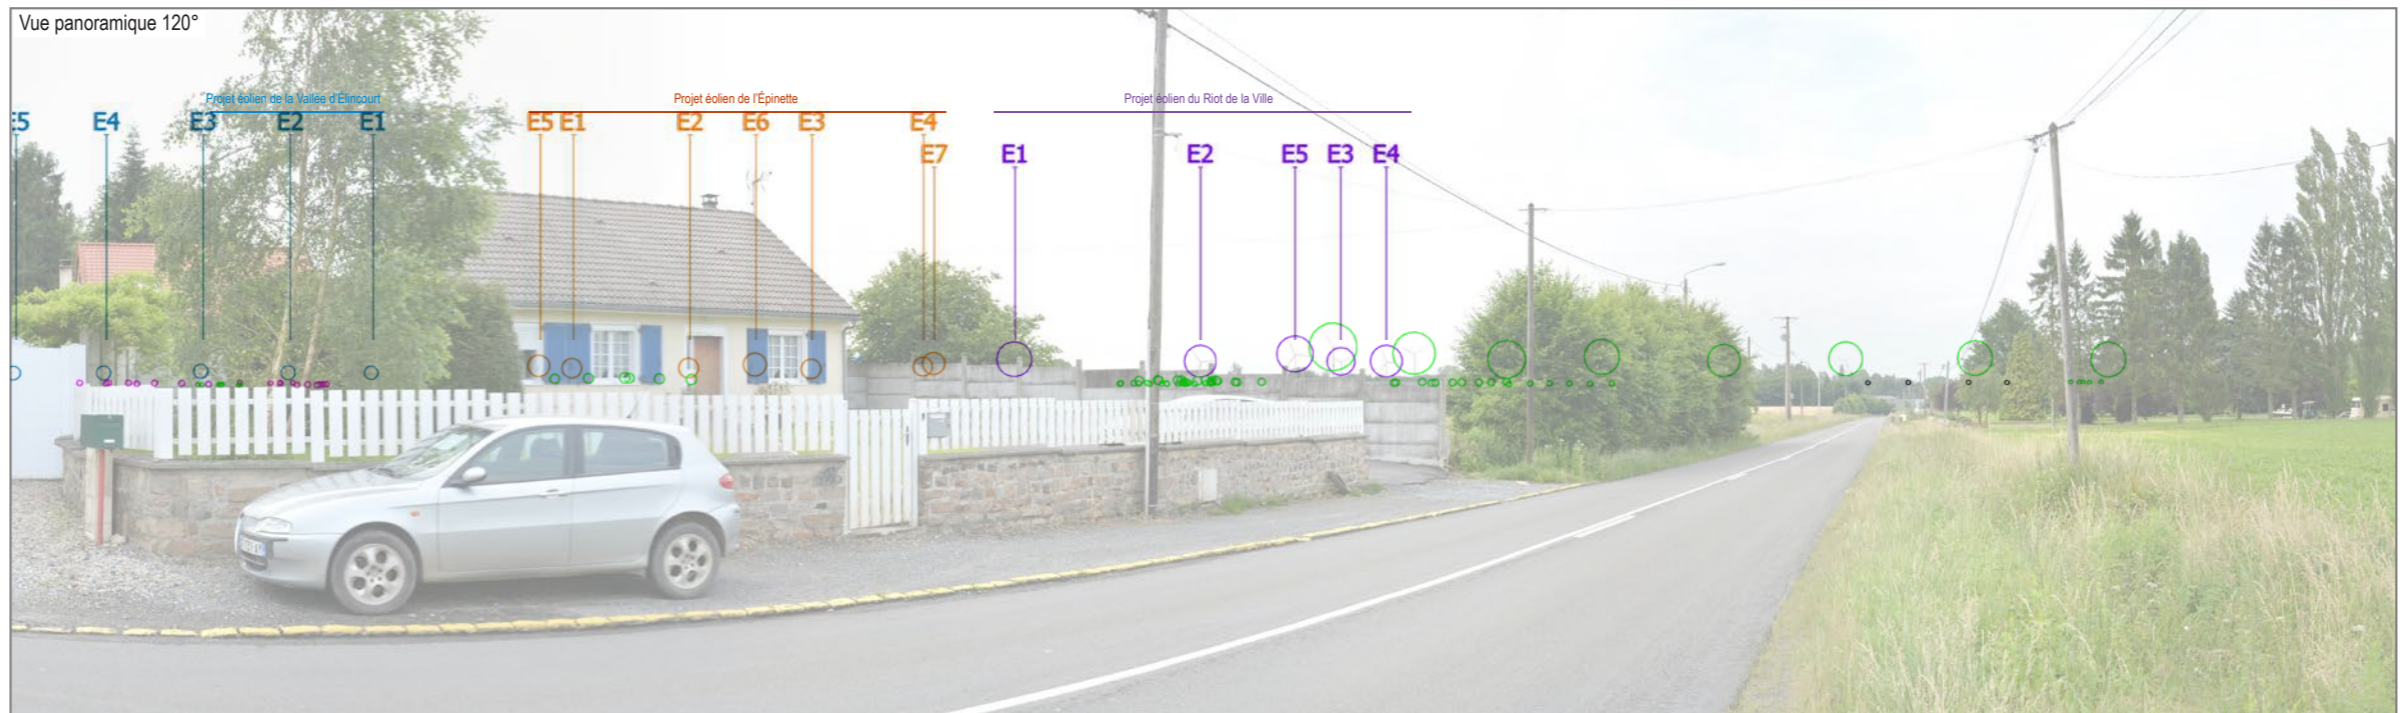 Vue panoramique 120°
Projet éolien de la Vallée d'Élincourt
Projet éolien de l'Épinette
Projet éolien du Riot de la Ville
E5 E4 E3 E2 E1 E5 E1 E2 E6 E3 E4
E7 E1 E2 E5 E3 E4